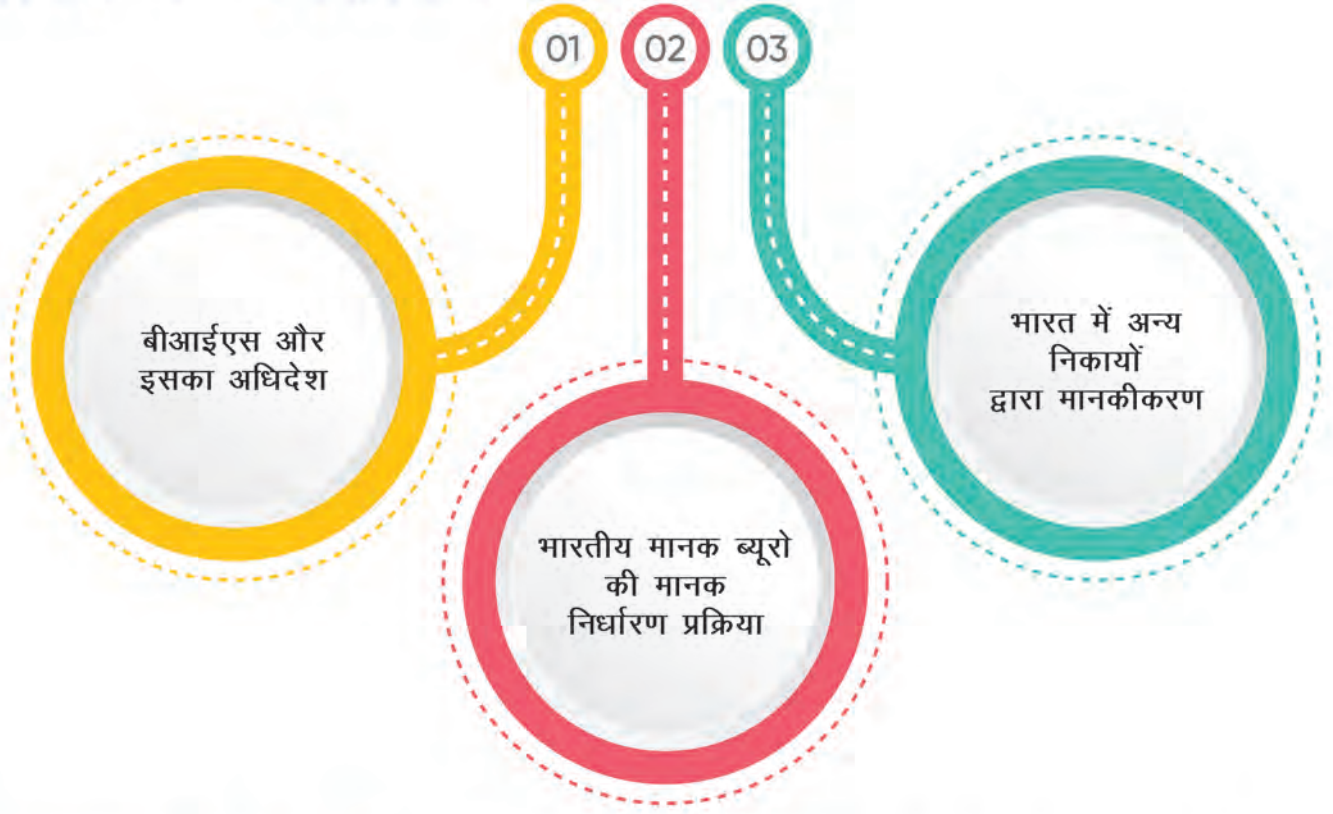 01
02
03
बीआईएस और
इसका अधिदेश
भारतीय मानक ब्यूरो
की मानक
निर्धारण प्रक्रिया
भारत में अन्य
निकायों
द्वारा मानकीकरण